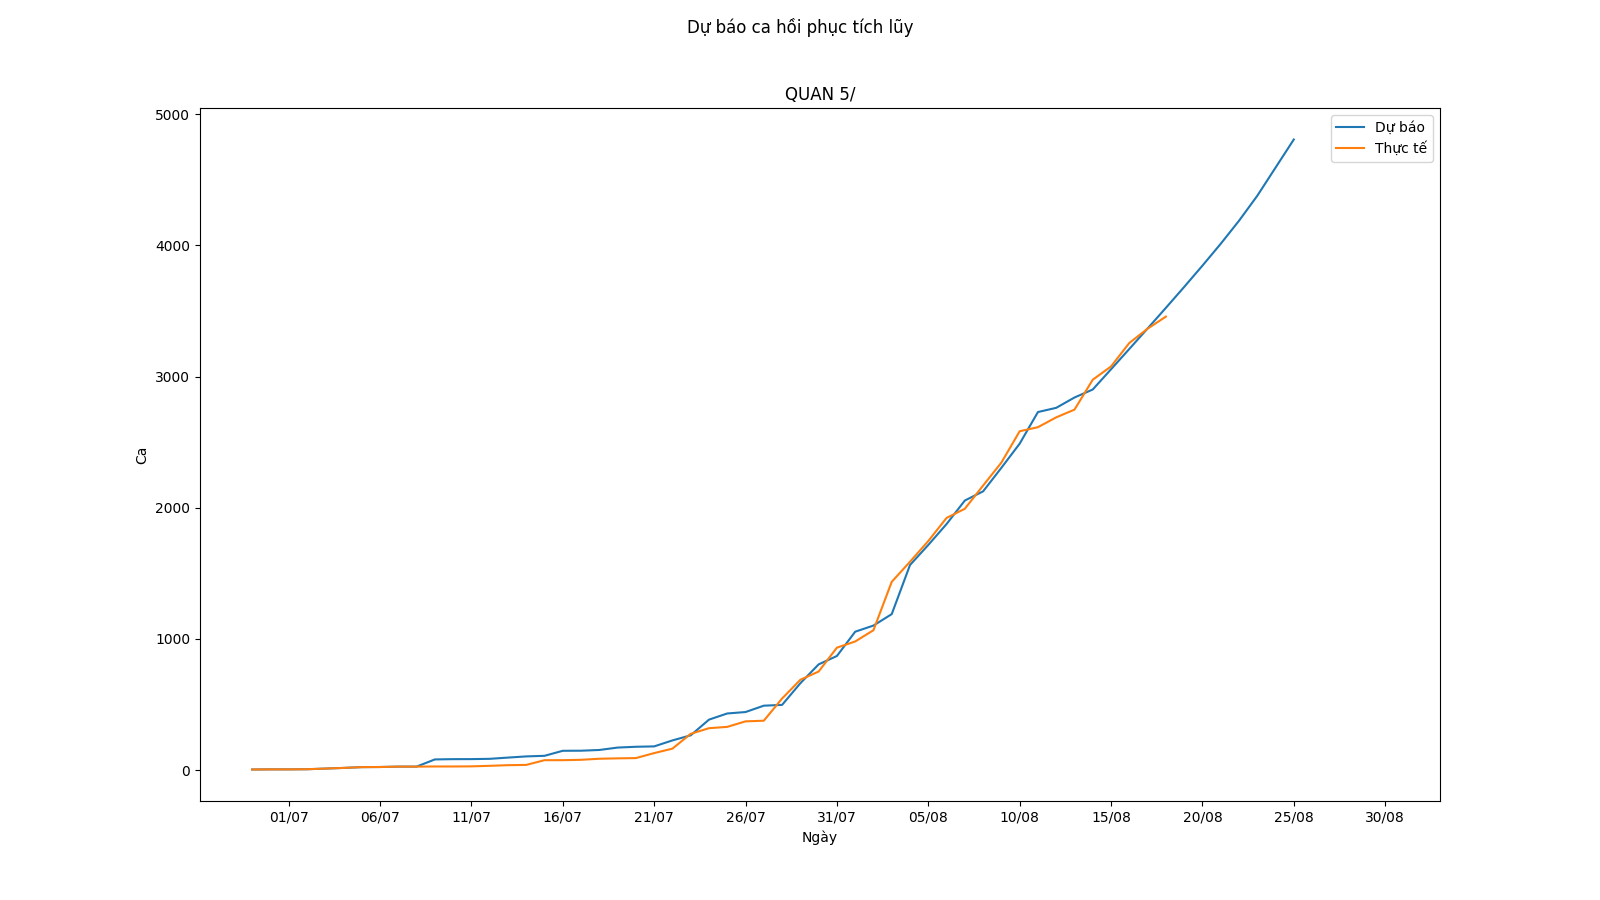 Dự báo ca hồi phục tích lũy
QUAN 5/
Dự báo
Thực tế
5000
4000
3000
2000
1000
0
Ca
01/07 06/07 11/07 16/07 21/07 26/07 31/07 05/08 10/08 15/08 20/08 25/08 30/08
Ngày